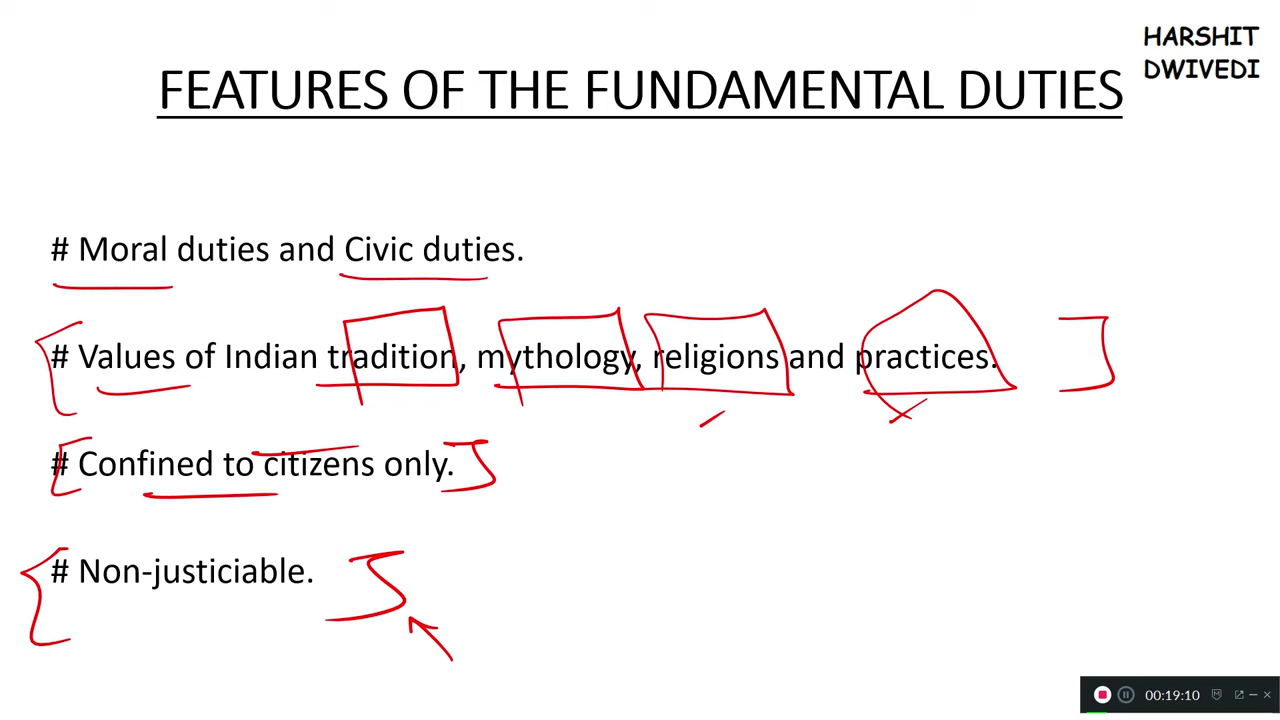 HARSHIT
DWIVEDI
FEATURES OF THE FUNDAMENTAL DUTIES
# Moral duties and Civic duties.
# Values of Indian tradition, mythology, religions and practices.
# Confined to citizens only.
# Non-justiciable.
00:19:10